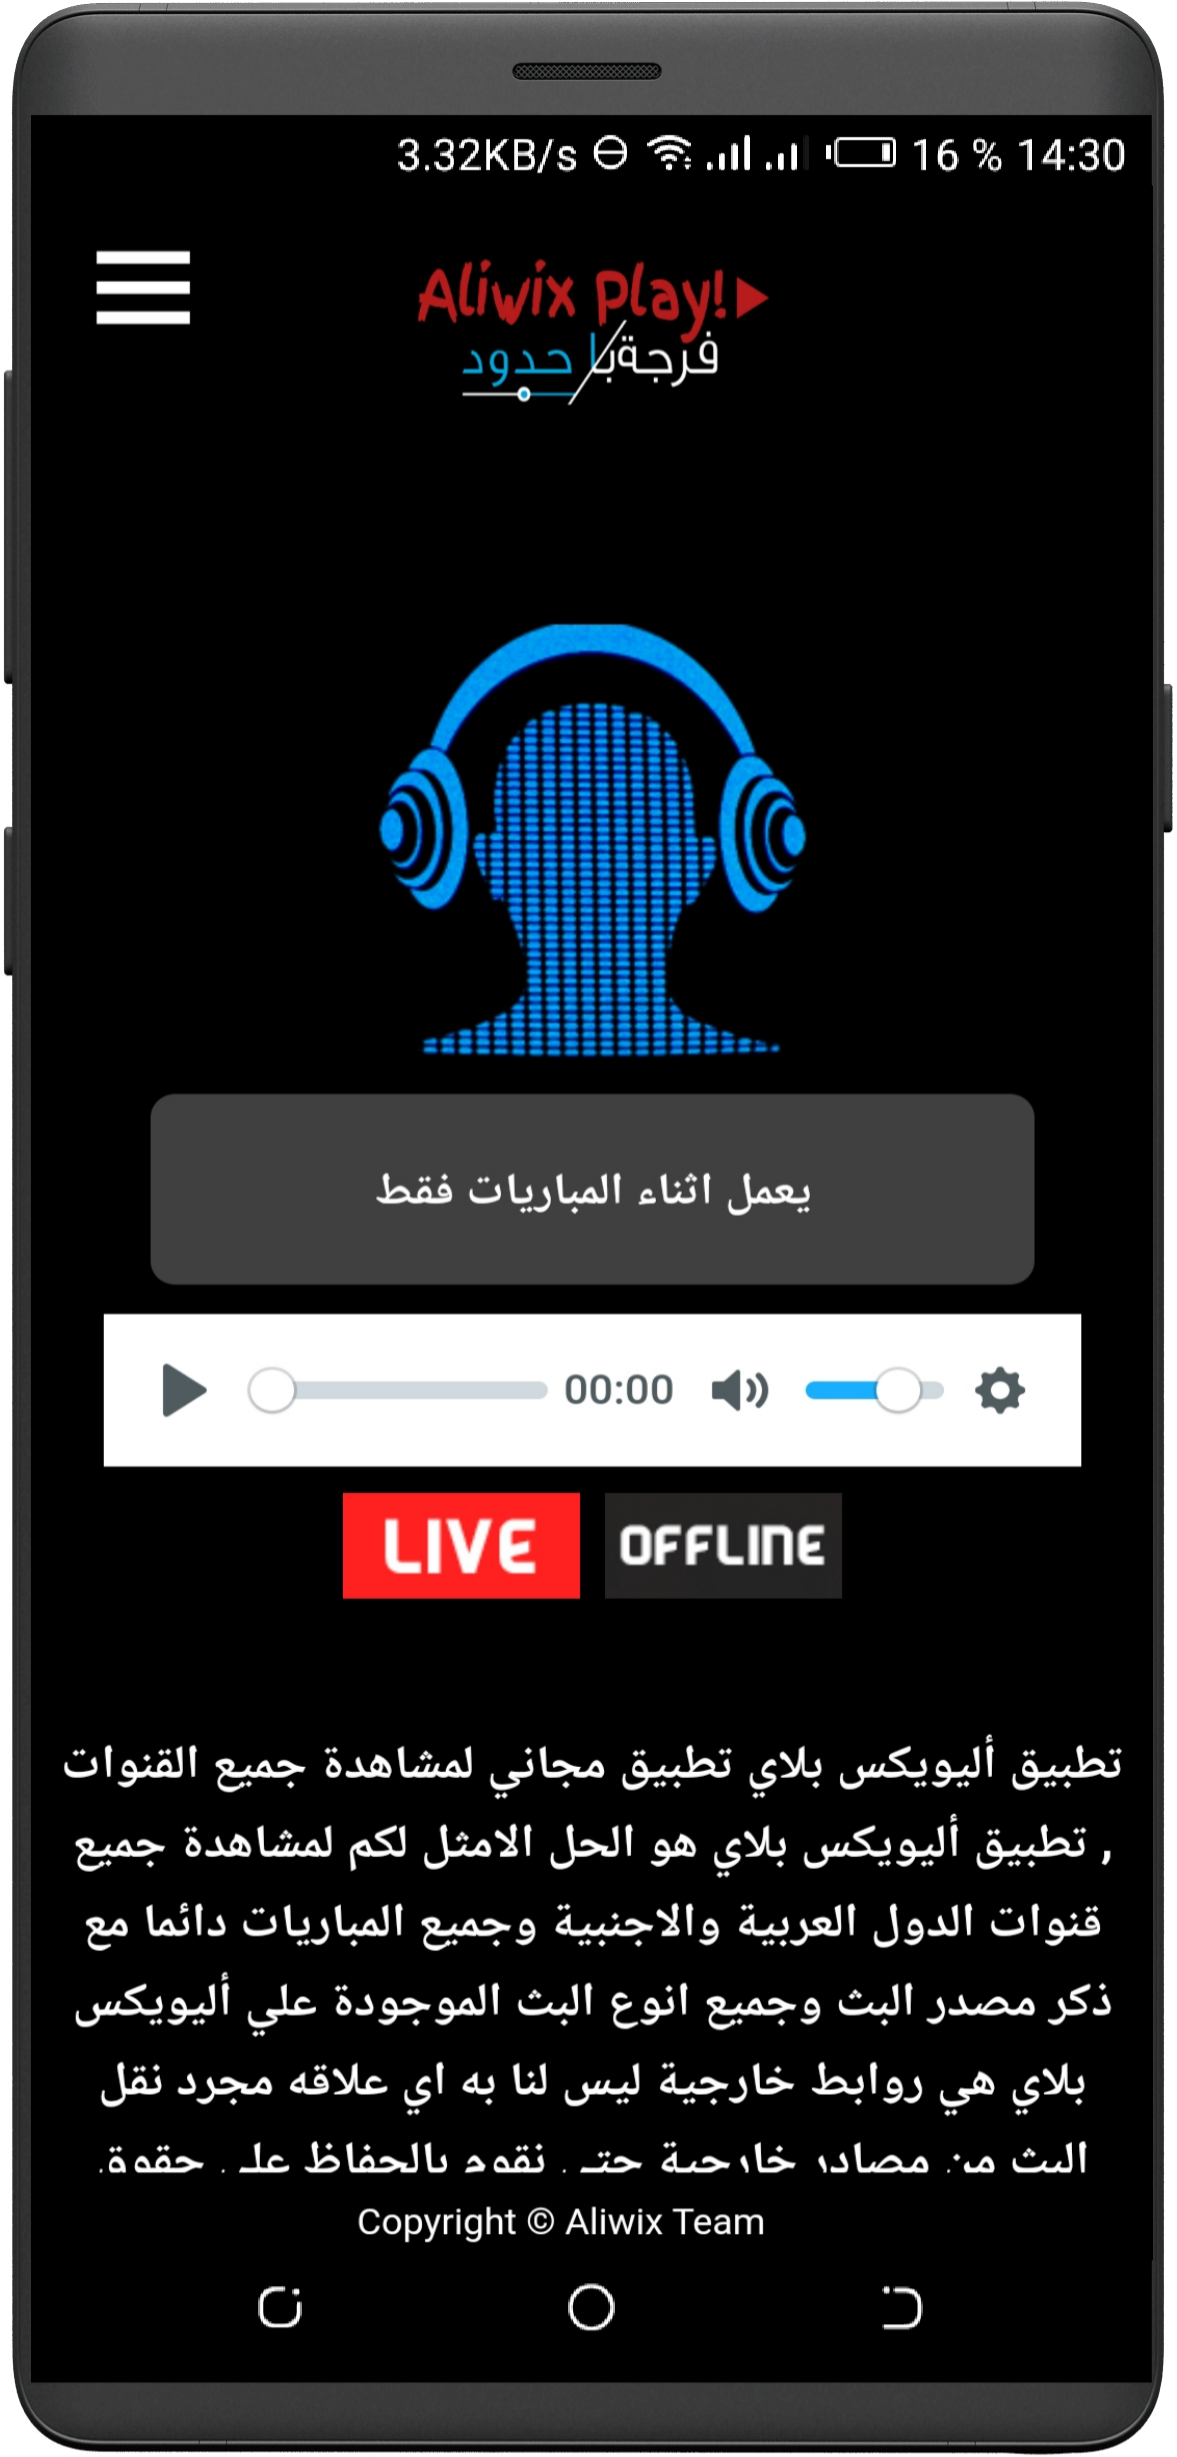 3.32KB/s 16 % 14:30
Aliwix Play!
فرجة بلا حدود
يعمل اثناء المباريات فقط
00:00
LIVE OFFLINE
تطبيق أليويكس بلاي تطبيق مجاني لمشاهدة جميع القنوات
, تطبيق أليويكس بلاي هو الحل الامثل لكم لمشاهدة جميع
قنوات الدول العربية والاجنبية وجميع المباريات دائما مع
ذكر مصدر البث وجميع انوع البث الموجودة علي أليويكس
بلاي هي روابط خارجية ليس لنا به اي علاقه مجرد نقل
البث من مصادر خارجية حتى نقوم بالحفاظ علي حقوق
Copyright © Aliwix Team